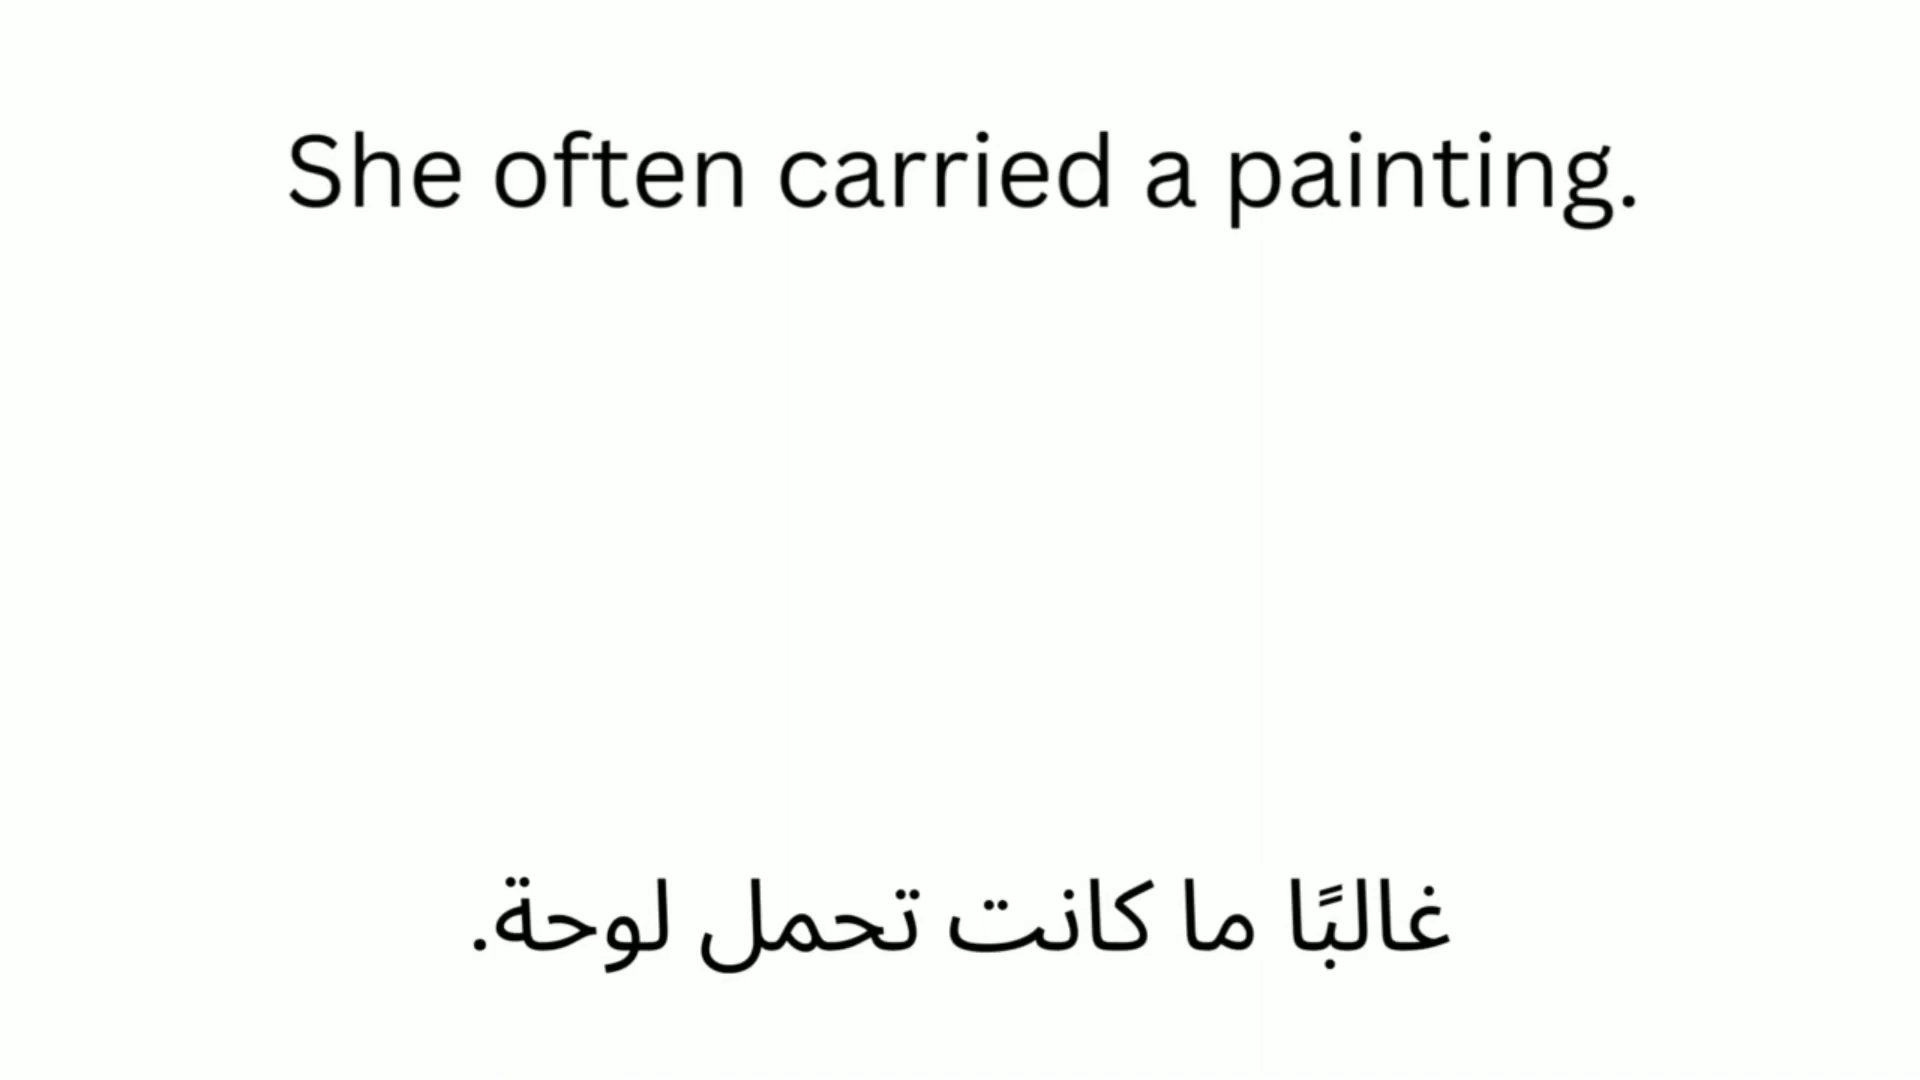 She often carried a painting.
غالبًا ما كانت تحمل لوحة.